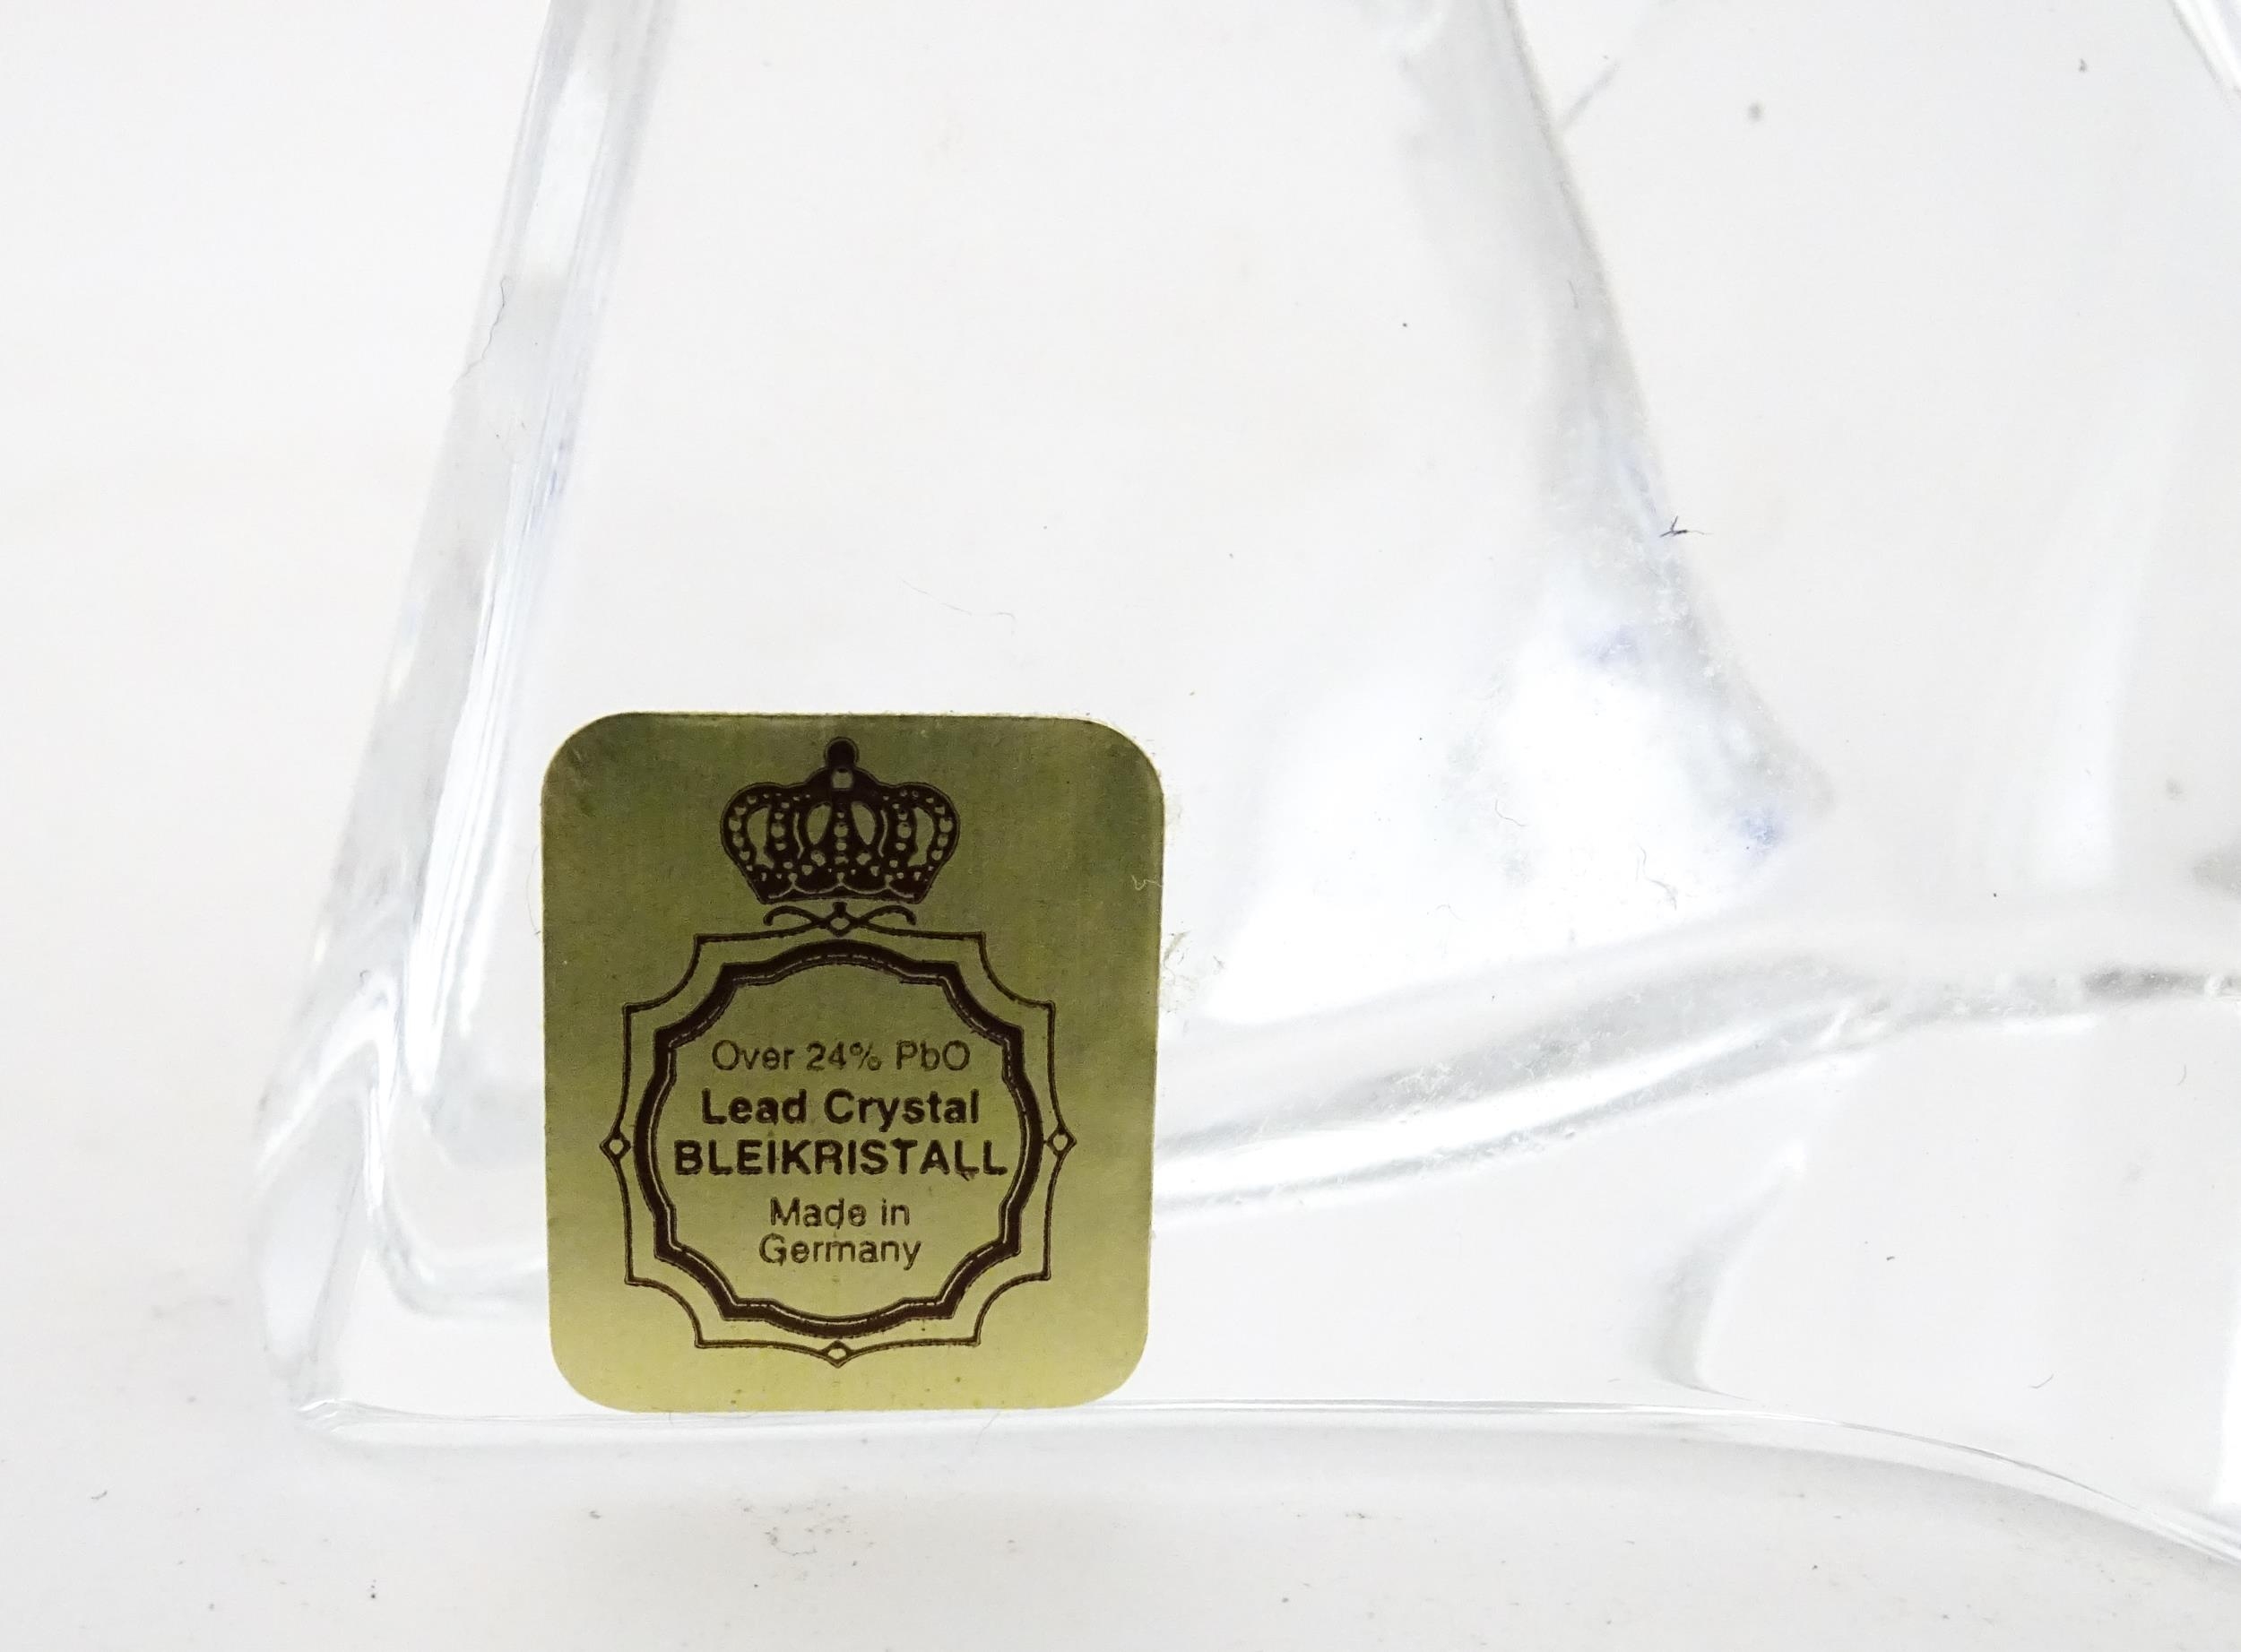 Over 24% PbO
Lead Crystal
BLEIKRISTALL
Made in
Germany